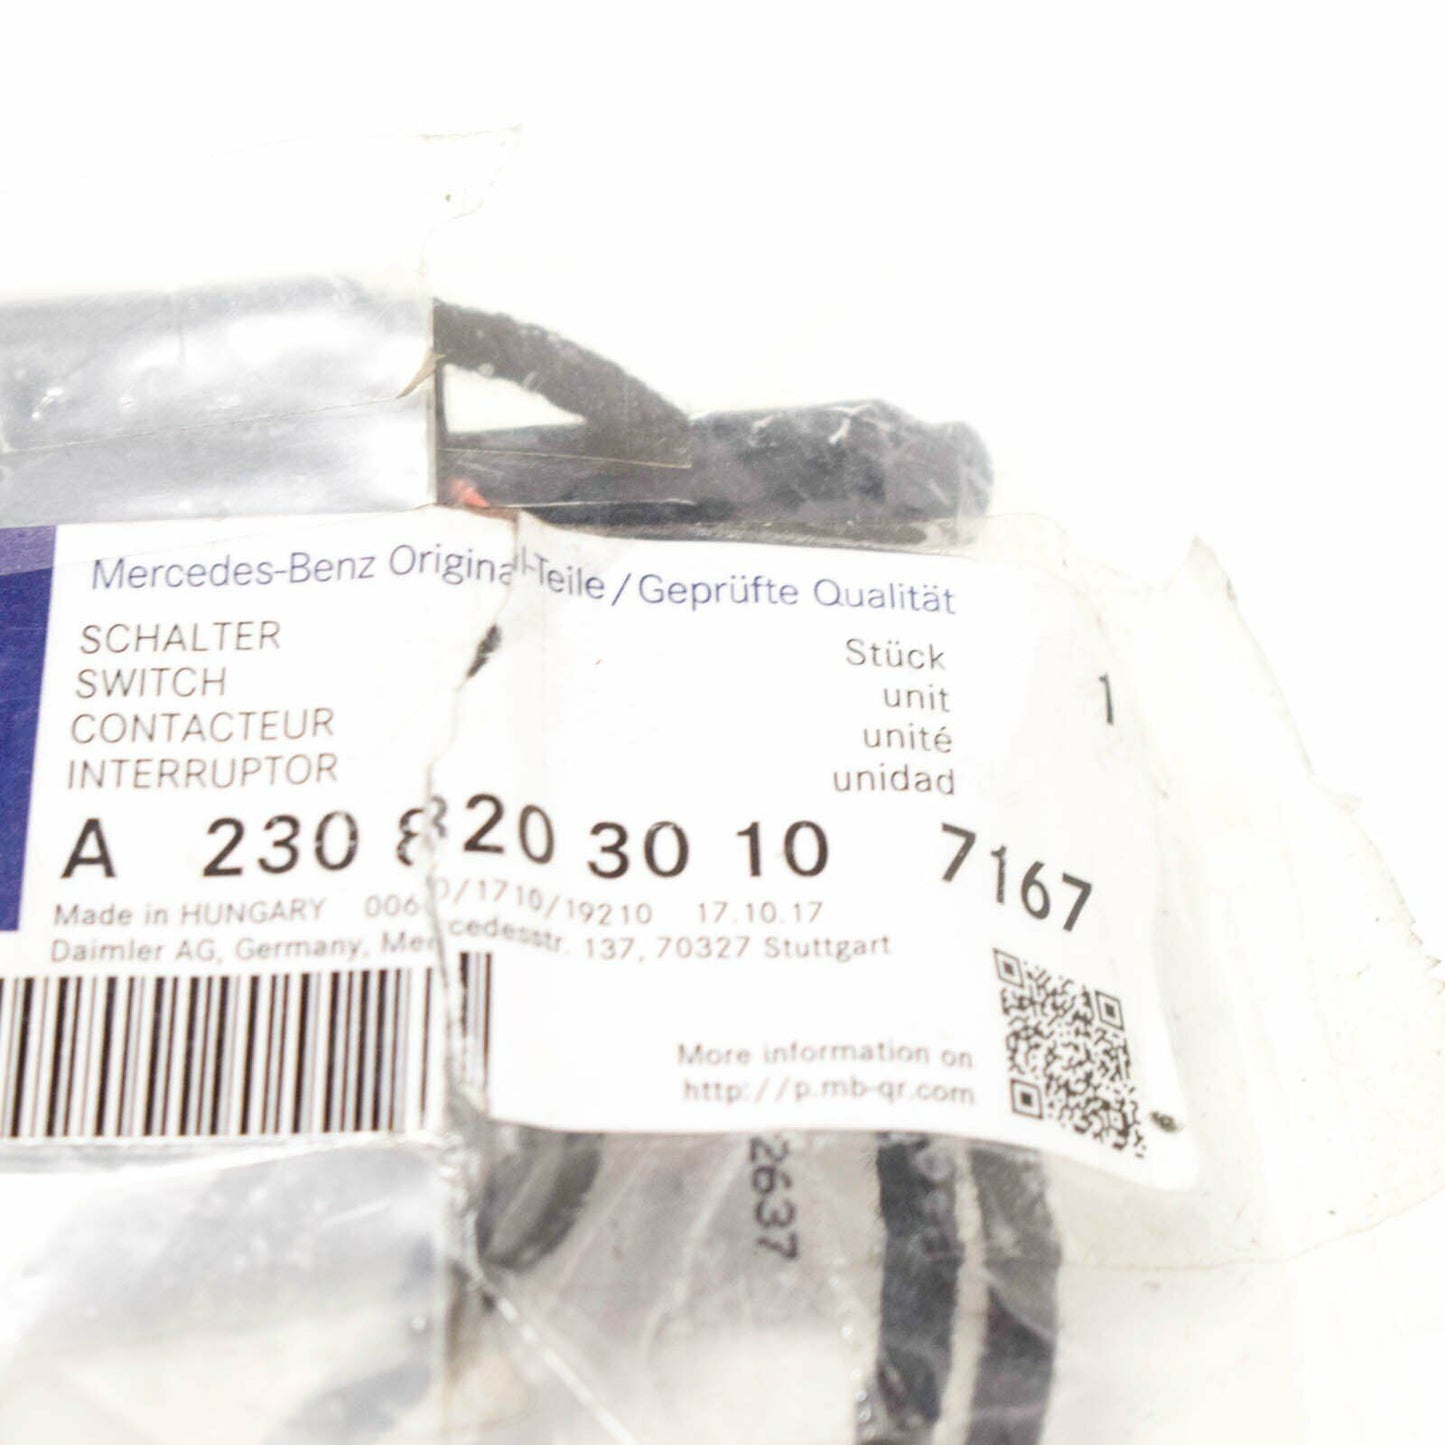 Mercedes-Benz Original-Teile / Geprüfte Qualität
SCHALTER
SWITCH
CONTACTEUR
INTERRUPTOR
Stück
unit
unité
unidad
1
A 230 820 30 10 7167
Made in HUNGARY /1710/19210 17.10.17
Daimler AG, Germany, Mercedesstr. 137, 70327 Stuttgart
More information on
http://p.mb-qr.com
2637